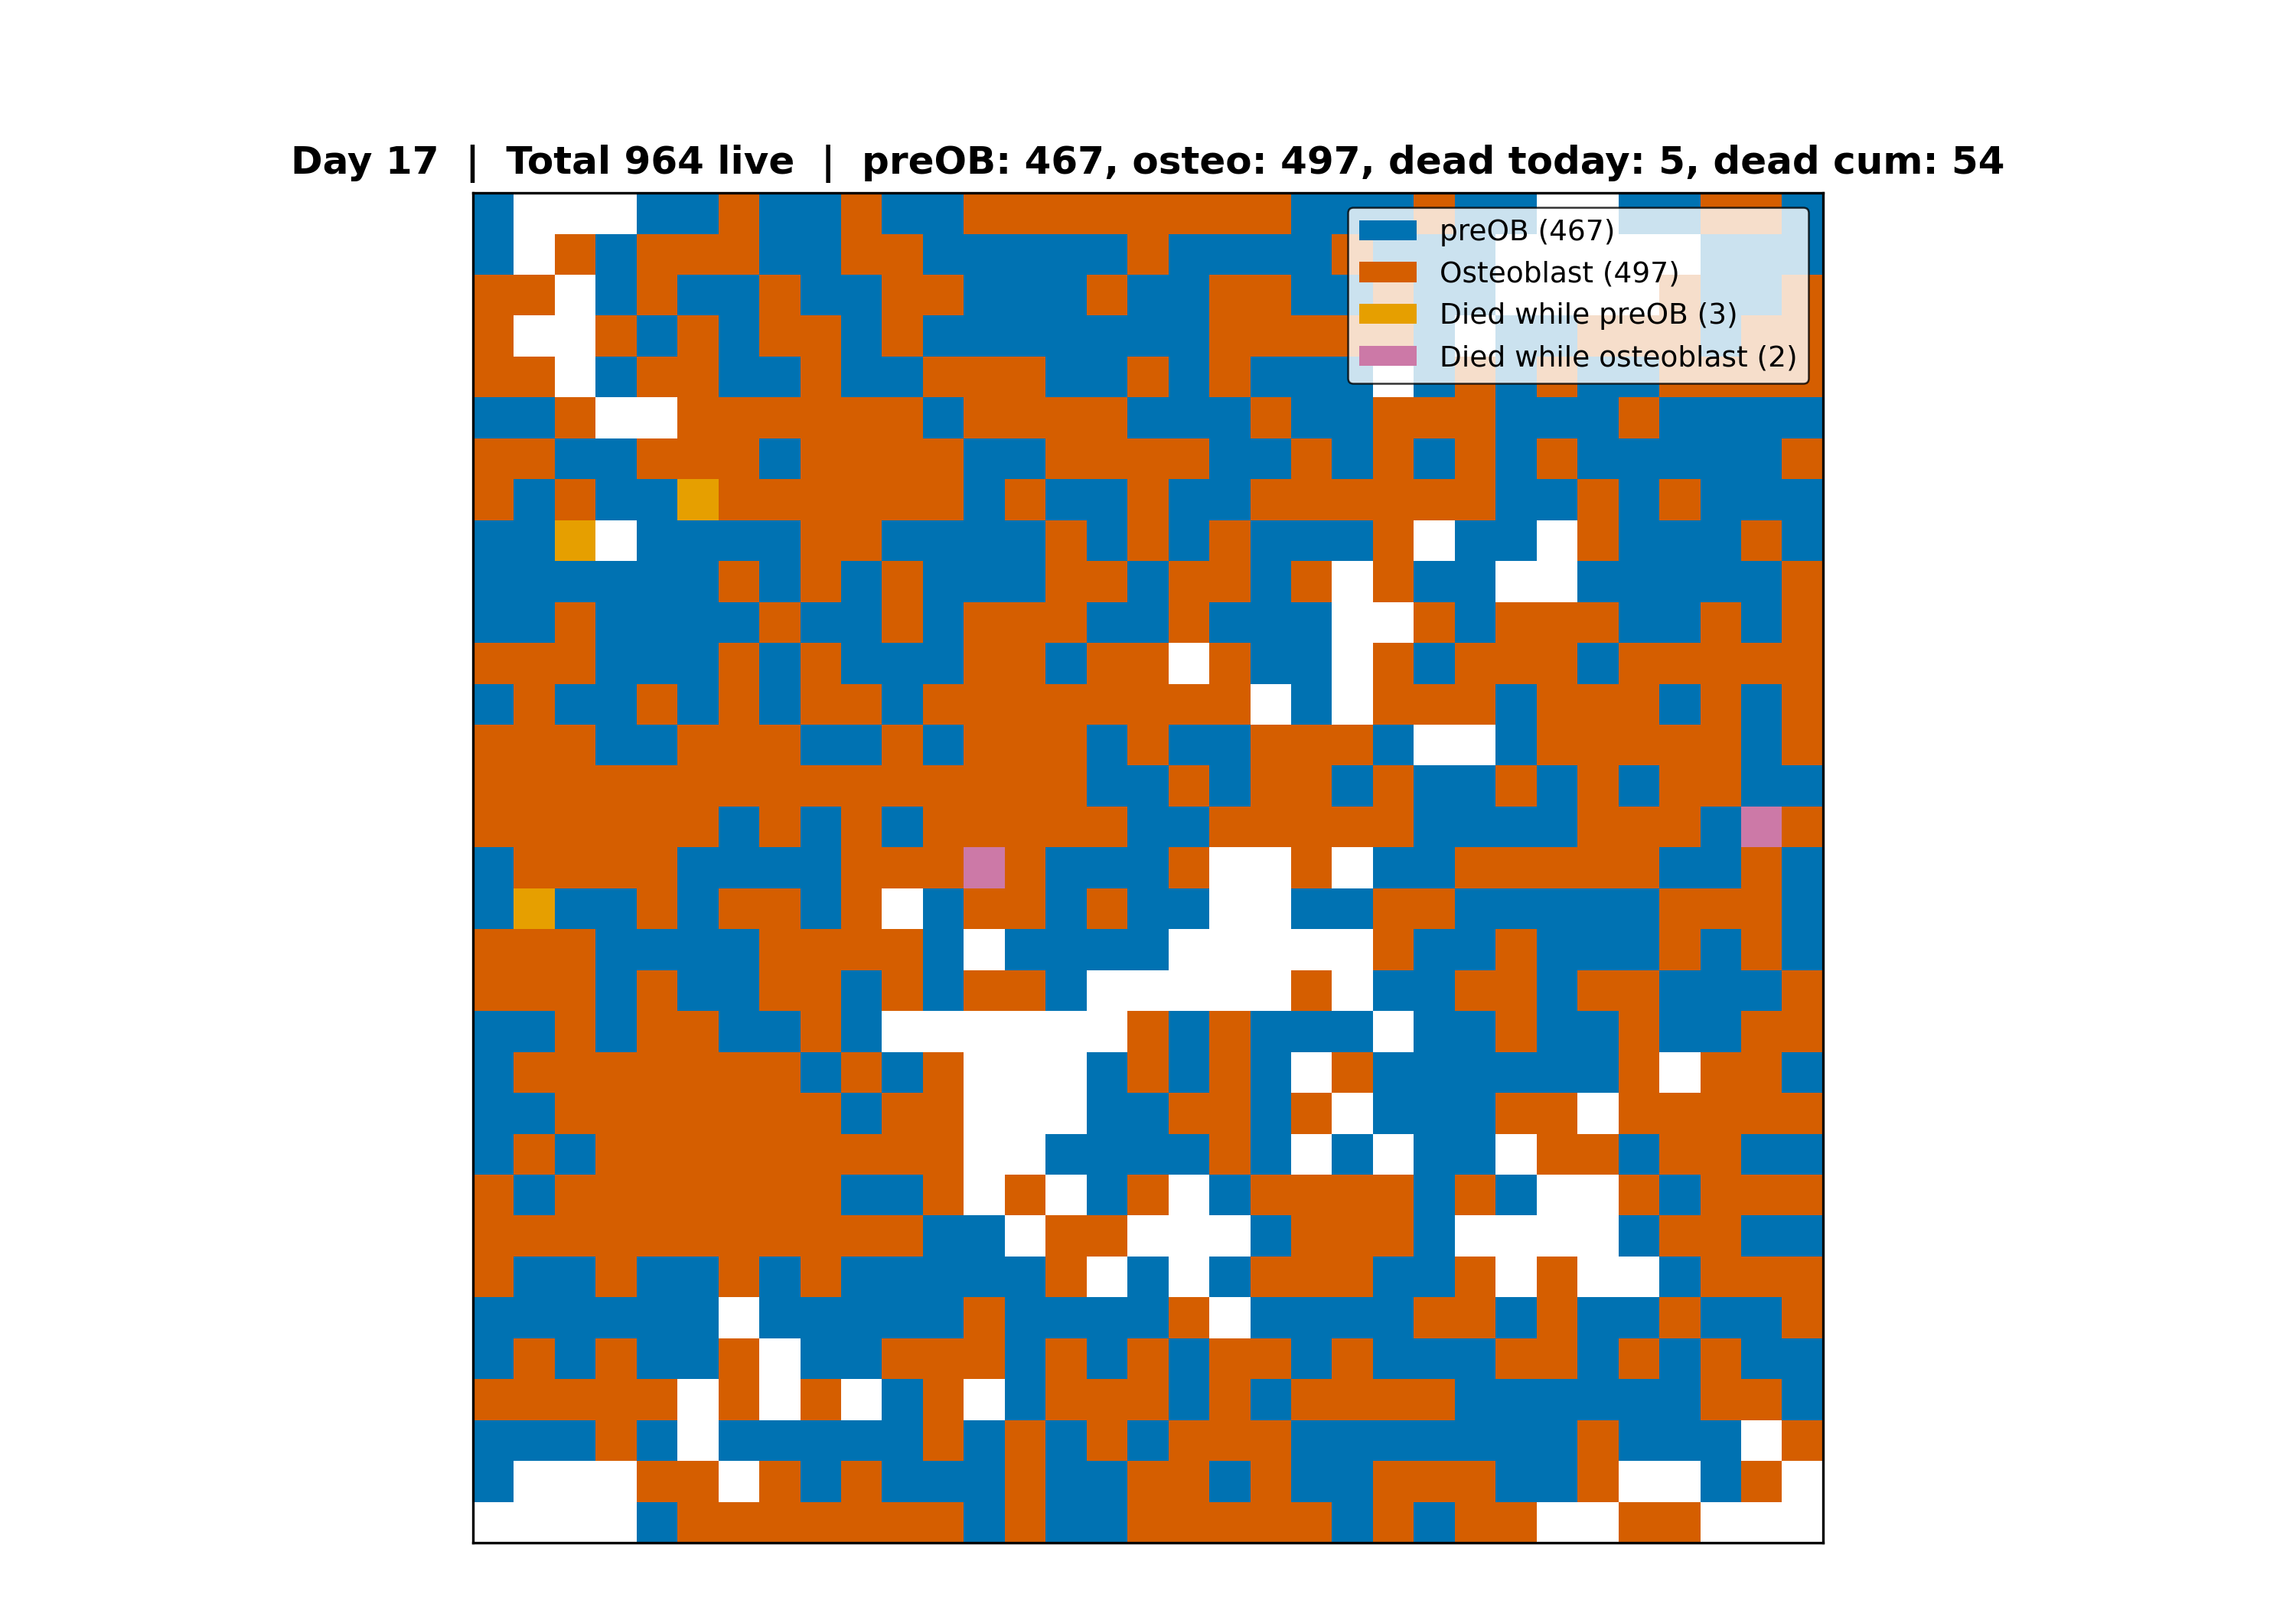 Day 17 | Total 964 live | preOB: 467, osteo: 497, dead today: 5, dead cum: 54
preOB (467)
Osteoblast (497)
Died while preOB (3)
Died while osteoblast (2)